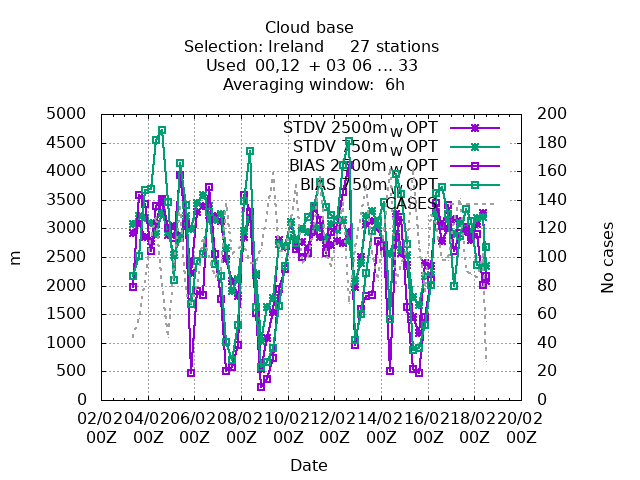 Cloud base
Selection: Ireland 27 stations
Used 00,12 + 03 06 ... 33
Averaging window: 6h
5000
4500
4000
3500
3000
2500
2000
1500
1000
500
0
m
200
180
160
140
120
100
80
60
40
20
0
No cases
STDV 2500m_W OPT
STDV 750m_W OPT
BIAS 2500m_W OPT
BIAS 750m_W OPT
CASES
02/02 04/02 06/02 08/02 10/02 12/02 14/02 16/02 18/02 20/02
00Z 00Z 00Z 00Z 00Z 00Z 00Z 00Z 00Z 00Z
Date